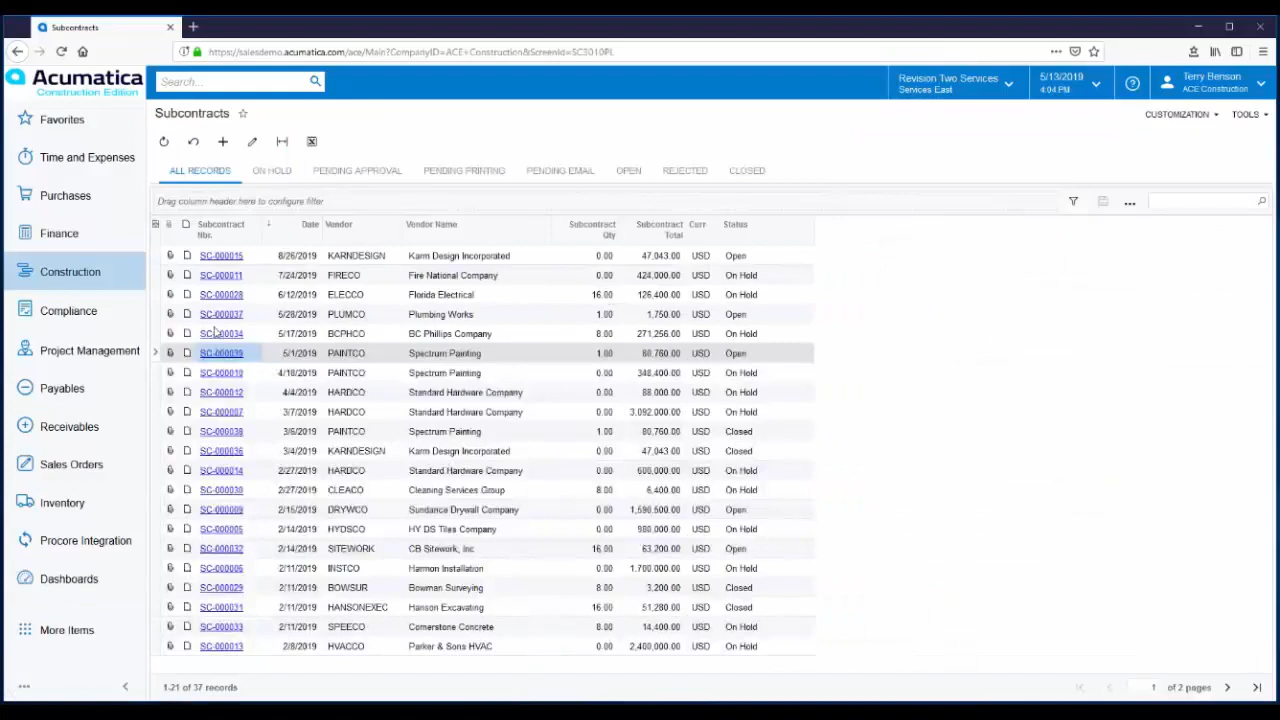 Subcontracts
https://salesdemo.acumatica.com/ace/Main?CompanyID=ACE+Construction&ScreenId=SC3010PL
Acumatica
Construction Edition
Search...
Revision Two Services
Services East
5/13/2019
4:04 PM
Terry Benson
ACE Construction
Favorites
Time and Expenses
Purchases
Finance
Construction
Compliance
Project Management
Payables
Receivables
Sales Orders
Inventory
Procore Integration
Dashboards
More Items
Subcontracts
CUSTOMIZATION TOOLS
ALL RECORDS ON HOLD PENDING APPROVAL PENDING PRINTING PENDING EMAIL OPEN REJECTED CLOSED
Drag column header here to configure filter
Subcontract Nbr. Date Vendor Vendor Name Subcontract Qty Subcontract Total Curr Status
SC-000015 8/26/2019 KARNDESIGN Karm Design Incorporated 0.00 47,043.00 USD Open
SC-000011 7/24/2019 FIRECO Fire National Company 0.00 424,000.00 USD On Hold
SC-000028 6/12/2019 ELECCO Florida Electrical 16.00 126,400.00 USD On Hold
SC-000037 5/28/2019 PLUMCO Plumbing Works 1.00 1,750.00 USD Open
SC-000034 5/17/2019 BCPHCO BC Phillips Company 8.00 271,256.00 USD On Hold
SC-000039 5/1/2019 PAINTCO Spectrum Painting 1.00 80,760.00 USD Open
SC-000010 4/18/2019 PAINTCO Spectrum Painting 0.00 348,400.00 USD On Hold
SC-000012 4/4/2019 HARDCO Standard Hardware Company 0.00 88,000.00 USD On Hold
SC-000007 3/7/2019 HARDCO Standard Hardware Company 0.00 3,092,000.00 USD On Hold
SC-000038 3/6/2019 PAINTCO Spectrum Painting 1.00 80,760.00 USD Closed
SC-000036 3/4/2019 KARNDESIGN Karm Design Incorporated 0.00 47,043.00 USD Closed
SC-000014 2/27/2019 HARDCO Standard Hardware Company 0.00 600,000.00 USD On Hold
SC-000030 2/27/2019 CLEACO Cleaning Services Group 8.00 6,400.00 USD On Hold
SC-000009 2/15/2019 DRYWCO Sundance Drywall Company 0.00 1,590,500.00 USD Open
SC-000005 2/14/2019 HYDSCO HY DS Tiles Company 0.00 980,000.00 USD On Hold
SC-000032 2/14/2019 SITEWORK CB Sitework, Inc 16.00 63,200.00 USD Open
SC-000006 2/11/2019 INSTCO Harmon Installation 0.00 1,700,000.00 USD On Hold
SC-000029 2/11/2019 BOWSUR Bowman Surveying 8.00 3,200.00 USD Closed
SC-000031 2/11/2019 HANSONEXEC Hanson Excavating 16.00 51,280.00 USD Closed
SC-000033 2/11/2019 SPEECO Cornerstone Concrete 8.00 14,400.00 USD On Hold
SC-000013 2/8/2019 HVACCO Parker & Sons HVAC 0.00 2,400,000.00 USD On Hold
1-21 of 37 records
1 of 2 pages